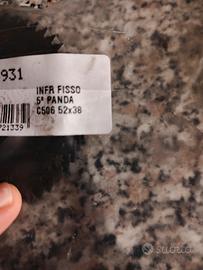 931
INFR FISSO
5ª PANDA
C506 52x38
721339
subito